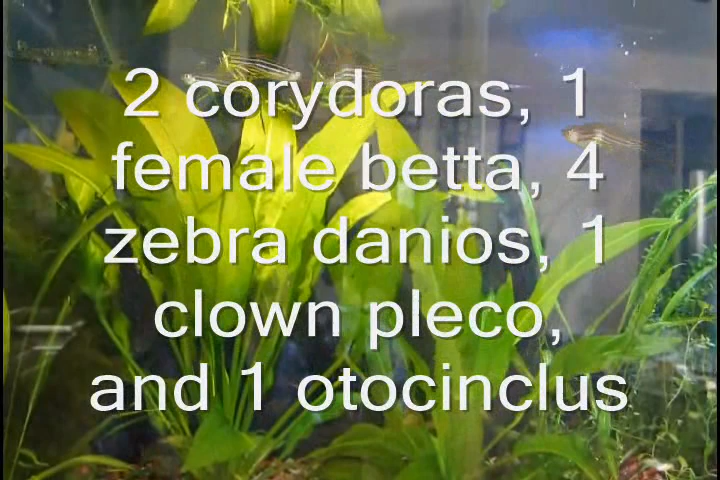 2 corydoras, 1
female betta, 4
zebra danios, 1
clown pleco,
and 1 otocinclus